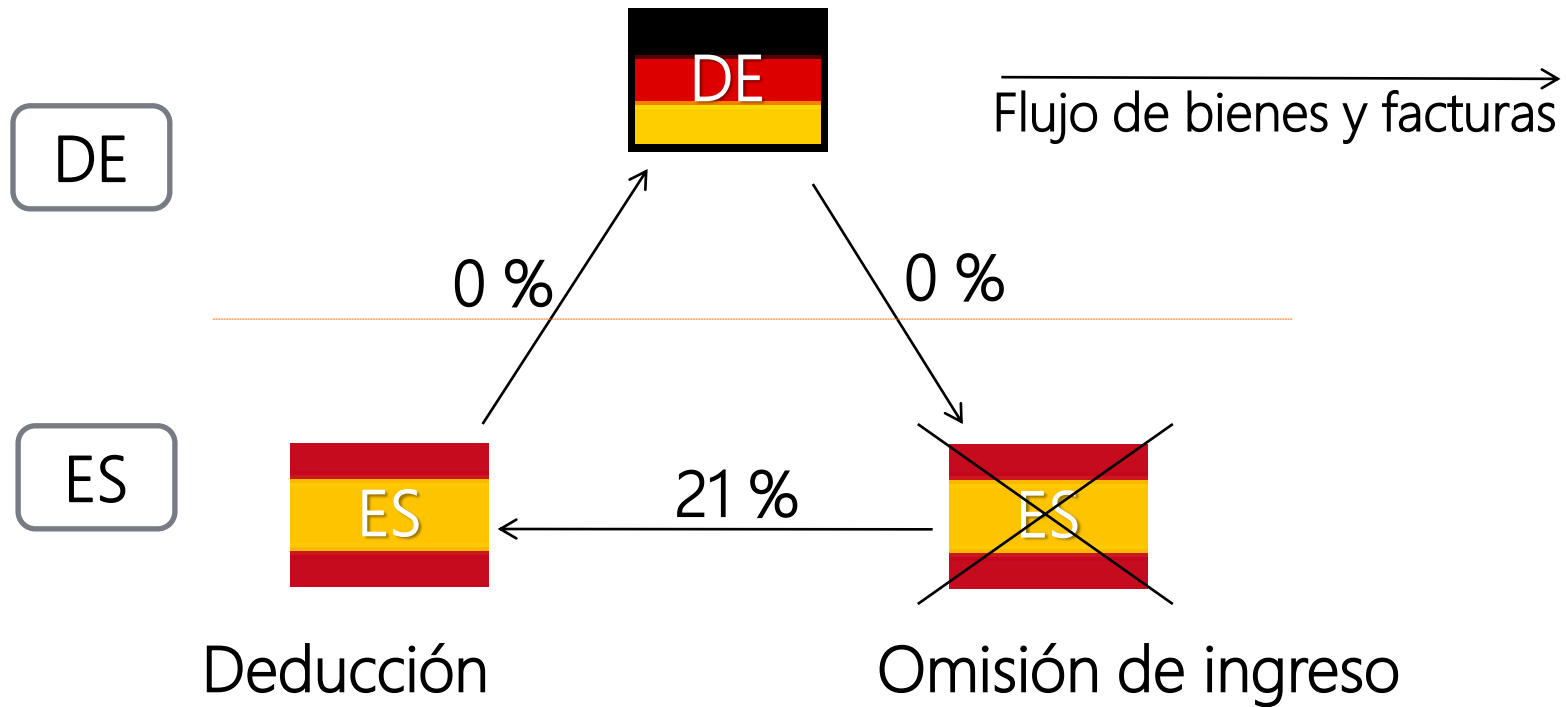 DE
Flujo de bienes y facturas
DE
0 %
0 %
ES
ES
21 %
ES
Deducción
Omisión de ingreso